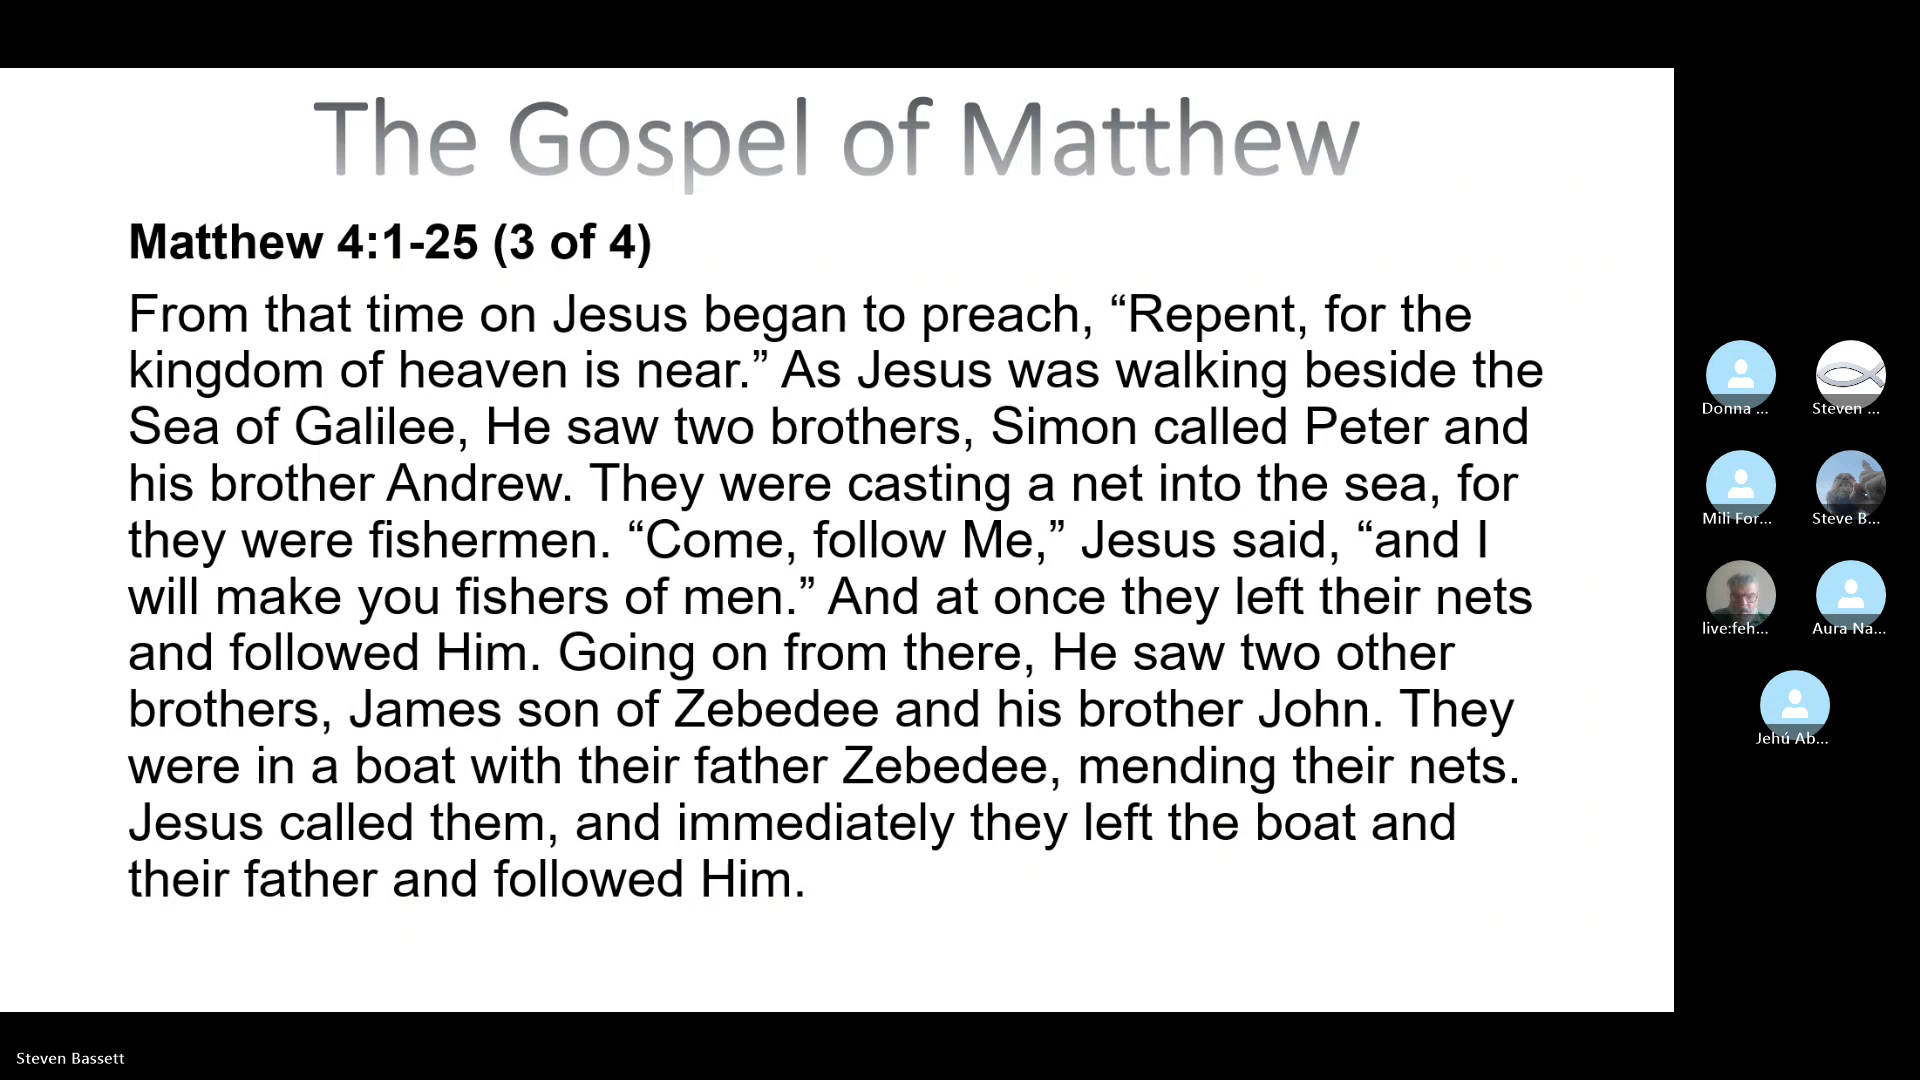 The Gospel of Matthew
Matthew 4:1-25 (3 of 4)
From that time on Jesus began to preach, “Repent, for the
kingdom of heaven is near.” As Jesus was walking beside the
Sea of Galilee, He saw two brothers, Simon called Peter and
his brother Andrew. They were casting a net into the sea, for
they were fishermen. “Come, follow Me,” Jesus said, “and I
will make you fishers of men.” And at once they left their nets
and followed Him. Going on from there, He saw two other
brothers, James son of Zebedee and his brother John. They
were in a boat with their father Zebedee, mending their nets.
Jesus called them, and immediately they left the boat and
their father and followed Him.
Donna ...
Steven ...
Mili For...
Steve B...
live:feh...
Aura Na...
Jehú Ab...
Steven Bassett